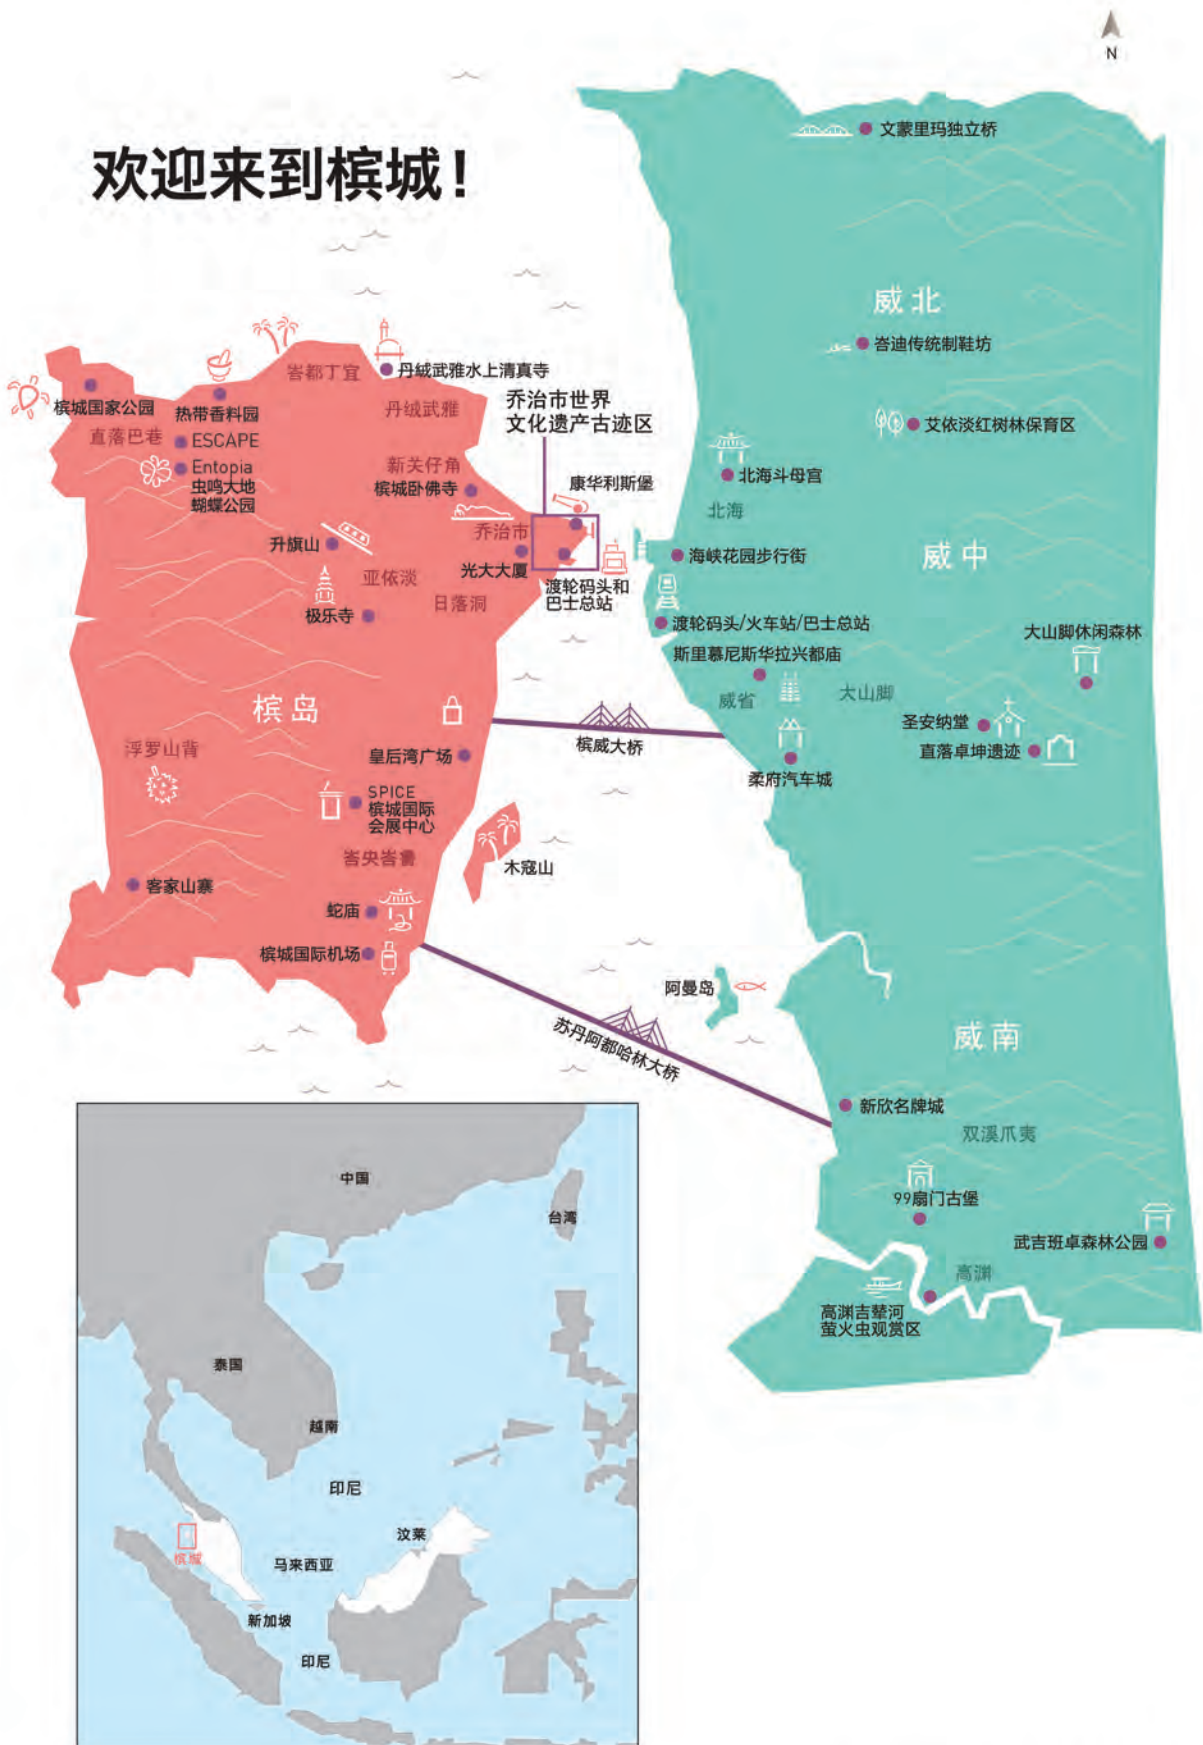 N
欢迎来到槟城！
文蒙里玛独立桥
威北
峇迪传统制鞋坊
艾依淡红树林保育区
北海斗母宫
北海
威中
海峡花园步行街
渡轮码头/火车站/巴士总站
斯里慕尼斯华拉兴都庙
威省
大山脚
大山脚休闲森林
圣安纳堂
直落卓坤遗迹
柔府汽车城
峇都丁宜
丹绒武雅水上清真寺
槟城国家公园
热带香料园
丹绒武雅
乔治市世界
文化遗产古迹区
直落巴巷
ESCAPE
Entopia
虫鸣大地
蝴蝶公园
新关仔角
槟城卧佛寺
康华利斯堡
乔治市
升旗山
光大大厦
亚依淡
渡轮码头和
巴士总站
日落洞
极乐寺
槟岛
槟威大桥
浮罗山背
皇后湾广场
SPICE
槟城国际
会展中心
峇央峇鲁
木寇山
客家山寨
蛇庙
槟城国际机场
阿曼岛
苏丹阿都哈林大桥
威南
新欣名牌城
双溪爪夷
99扇门古堡
武吉班卓森林公园
高渊
高渊吉辇河
萤火虫观赏区
中国
台湾
泰国
越南
印尼
汶莱
槟城
马来西亚
新加坡
印尼